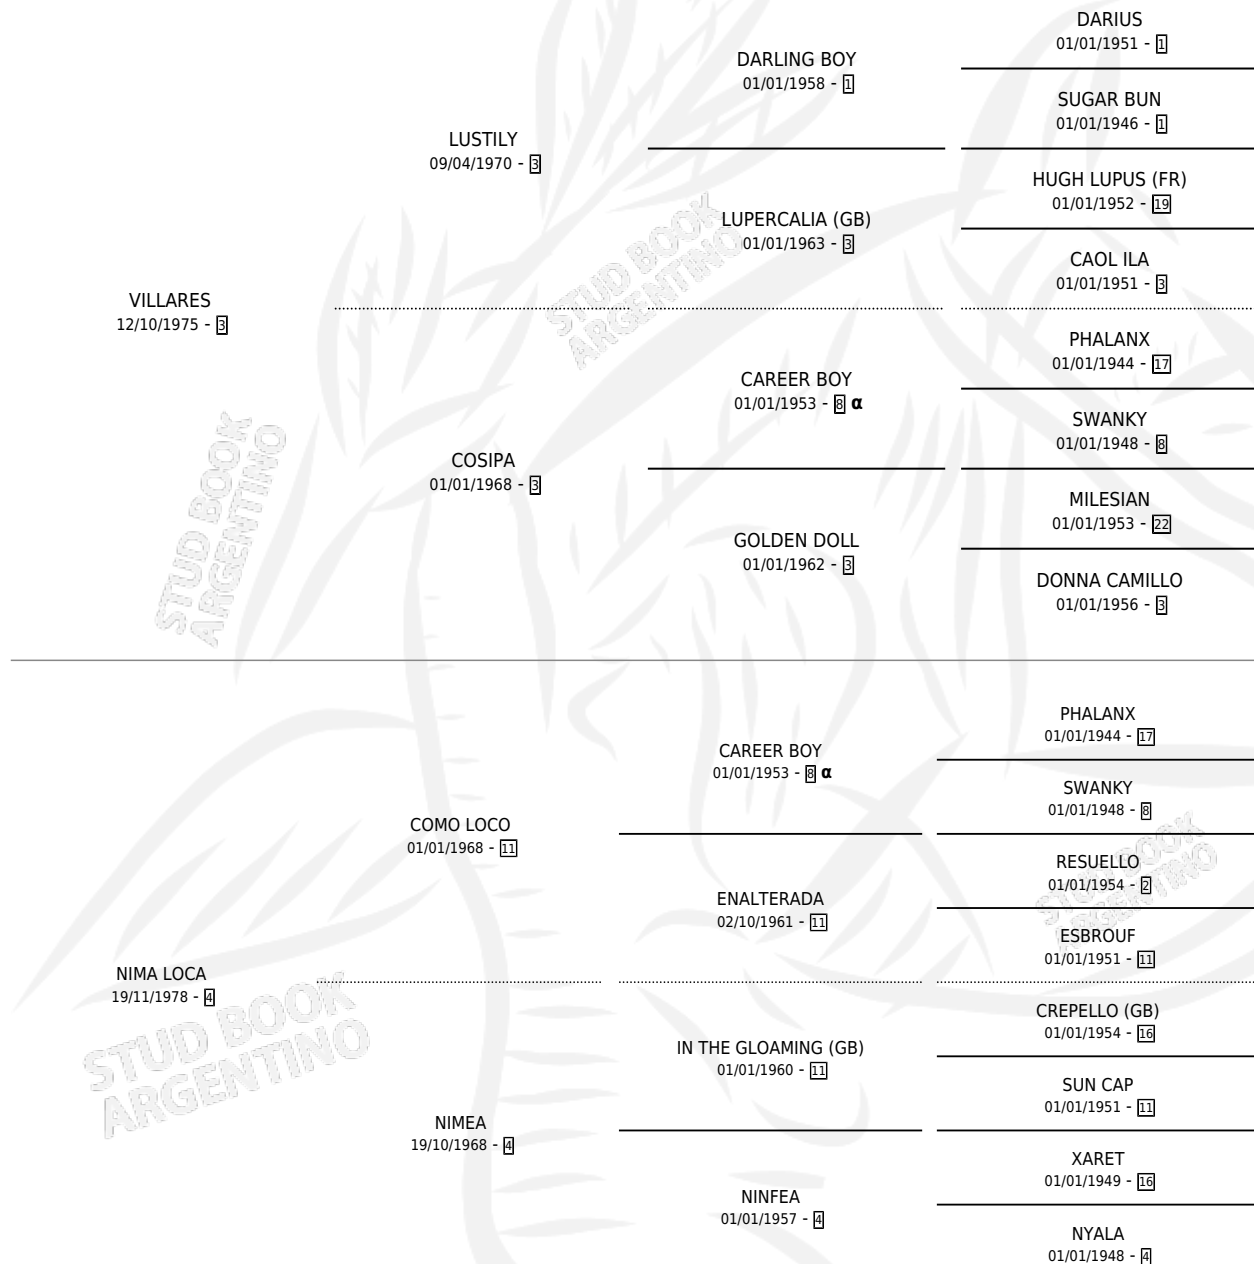 DARIUS
01/01/1951 - 1
DARLING BOY
01/01/1958 - 1
SUGAR BUN
01/01/1946 - 1
LUSTILY
09/04/1970 - 3
HUGH LUPUS (FR)
01/01/1952 - 19
LUPERCALIA (GB)
01/01/1963 - 3
CAOL ILA
01/01/1951 - 3
VILLARES
12/10/1975 - 3
PHALANX
01/01/1944 - 17
CAREER BOY
01/01/1953 - 8 α
SWANKY
01/01/1948 - 8
COSIPA
01/01/1968 - 3
MILESIAN
01/01/1953 - 22
GOLDEN DOLL
01/01/1962 - 3
DONNA CAMILLO
01/01/1956 - 3
PHALANX
01/01/1944 - 17
CAREER BOY
01/01/1953 - 8 α
SWANKY
01/01/1948 - 8
COMO LOCO
01/01/1968 - 11
RESUELLO
01/01/1954 - 2
ENALTERADA
02/10/1961 - 11
ESBROUF
01/01/1951 - 11
NIMA LOCA
19/11/1978 - 4
CREPELLO (GB)
01/01/1954 - 16
IN THE GLOAMING (GB)
01/01/1960 - 11
SUN CAP
01/01/1951 - 11
NIMEA
19/10/1968 - 4
XARET
01/01/1949 - 16
NINFEA
01/01/1957 - 4
NYALA
01/01/1948 - 4
STUD BOOK
ARGENTINO
STUD BOOK
ARGENTINO
STUD BOOK
ARGENTINO
STUD BOOK
ARGENTINO